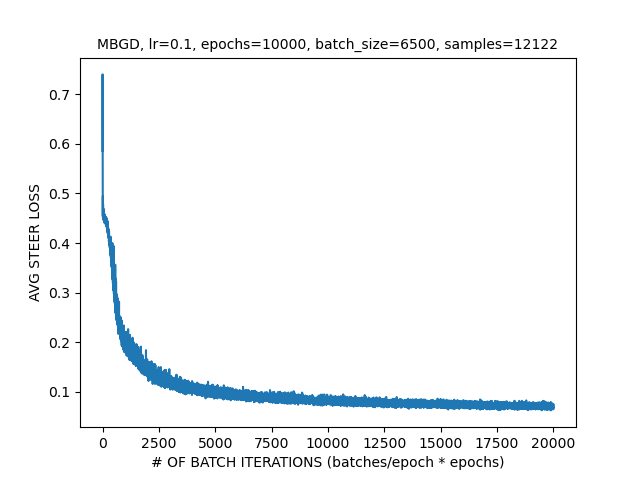 MBGD, lr=0.1, epochs=10000, batch_size=6500, samples=12122
0.7
0.6
0.5
0.4
0.3
0.2
0.1
AVG STEER LOSS
0 2500 5000 7500 10000 12500 15000 17500 20000
# OF BATCH ITERATIONS (batches/epoch * epochs)